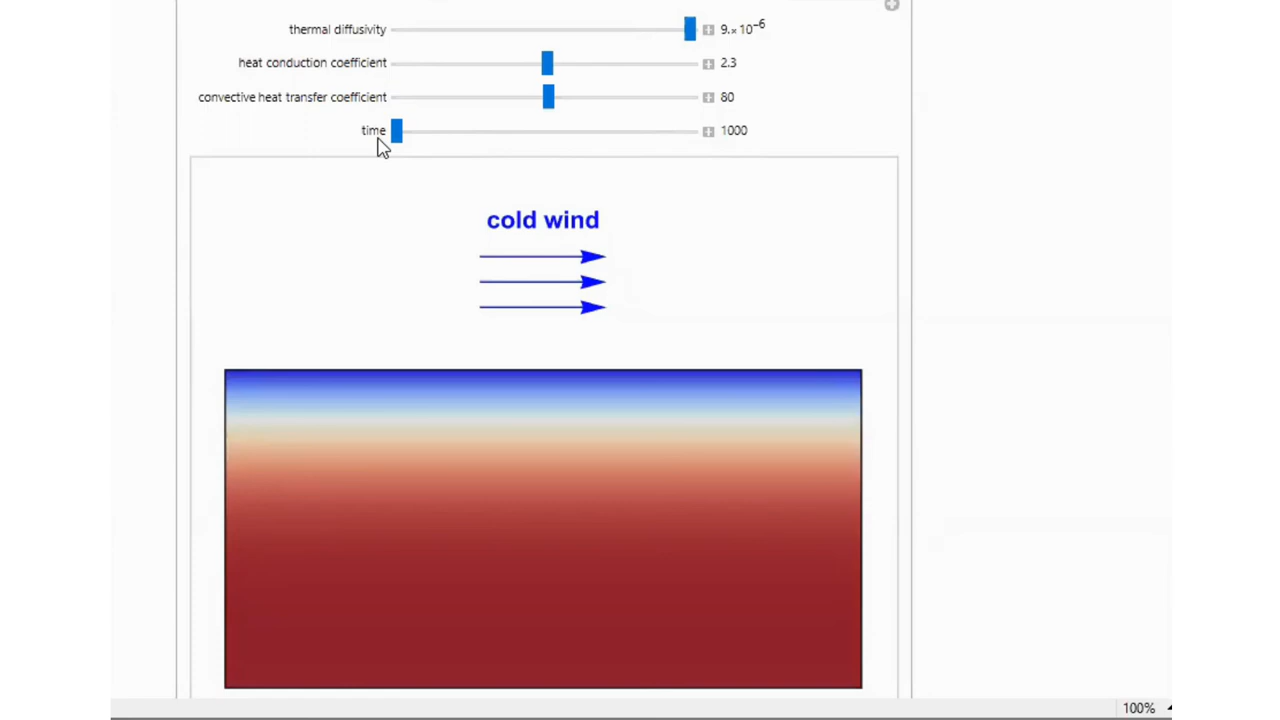 thermal diffusivity 9.×10⁻⁶
heat conduction coefficient 2.3
convective heat transfer coefficient 80
time 1000
cold wind
100%